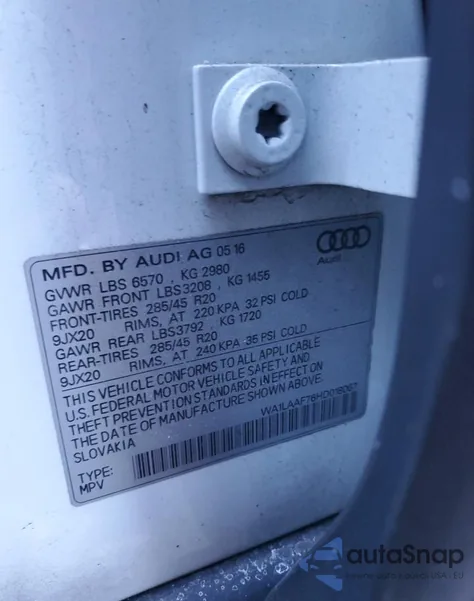 MFD. BY AUDI AG 05 16
GVWR LBS 6570 , KG 2980
GAWR FRONT LBS3208 , KG 1455
FRONT-TIRES 285/45 R20
9JX20 RIMS, AT 220 KPA 32 PSI COLD
GAWR REAR LBS3792 , KG 1720
REAR-TIRES 285/45 R20
9JX20 RIMS, AT 240 KPA 35 PSI COLD
THIS VEHICLE CONFORMS TO ALL APPLICABLE
U.S. FEDERAL MOTOR VEHICLE SAFETY AND
THEFT PREVENTION STANDARDS IN EFFECT ON
THE DATE OF MANUFACTURE SHOWN ABOVE.
SLOVAKIA
WA1LAAF76HD018067
TYPE:
MPV
Audi
autoSnap